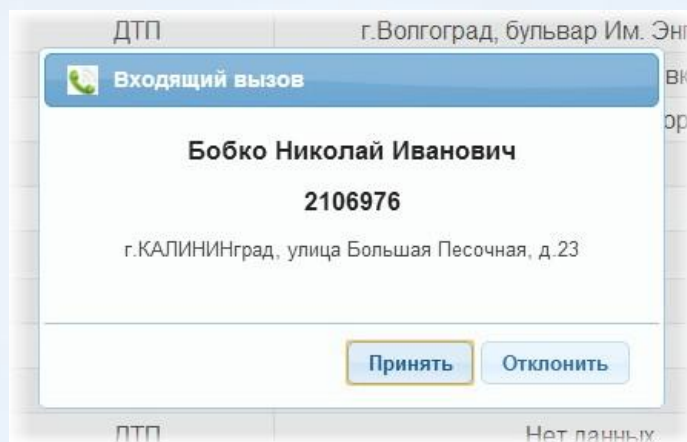 ДТП г.Волгоград, бульвар Им.
Входящий вызов
Бобко Николай Иванович
2106976
г.КАЛИНИНград, улица Большая Песочная, д.23
Принять Отклонить
ДТП Нет данных